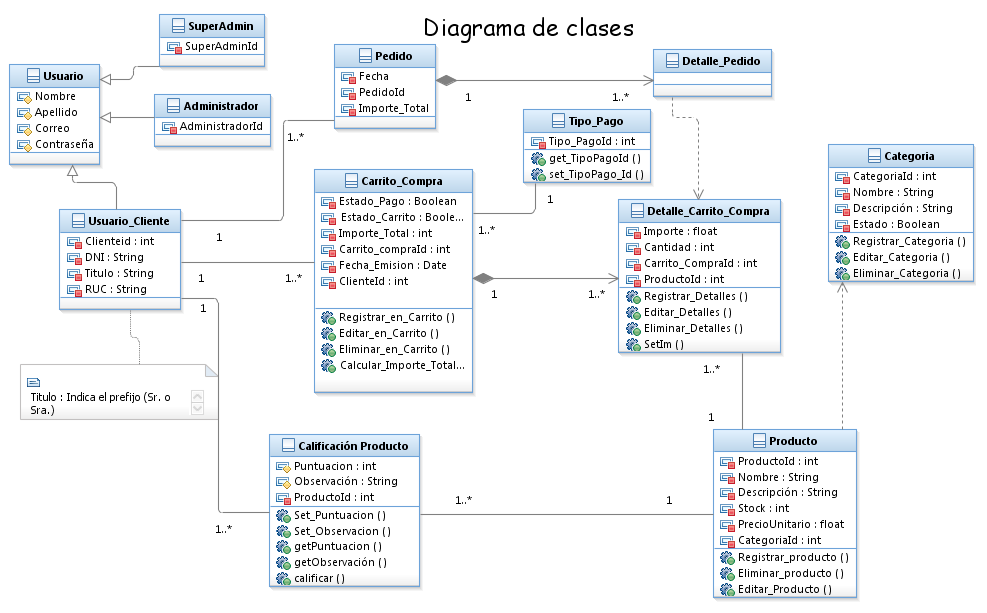 Diagrama de clases
SuperAdmin
SuperAdminId
Usuario
Nombre
Apellido
Correo
Contraseña
Administrador
AdministradorId
Pedido
Fecha
PedidoId
Importe_Total
1
1..*
Detalle_Pedido
Tipo_Pago
Tipo_PagoId : int
get_TipoPagoId ()
set_TipoPago_Id ()
1
1..*
Categoria
CategoriaId : int
Nombre : String
Descripción : String
Estado : Boolean
Registrar_Categoria ()
Editar_Categoria ()
Eliminar_Categoria ()
1..*
1
Usuario_Cliente
Clienteid : int
DNI : String
Titulo : String
RUC : String
1
1..*
1
Carrito_Compra
Estado_Pago : Boolean
Estado_Carrito : Boole...
Importe_Total : int
Carrito_compraId : int
Fecha_Emision : Date
ClienteId : int
Registrar_en_Carrito ()
Editar_en_Carrito ()
Eliminar_en_Carrito ()
Calcular_Importe_Total...
1
1..*
Detalle_Carrito_Compra
Importe : float
Cantidad : int
Carrito_CompraId : int
ProductoId : int
Registrar_Detalles ()
Editar_Detalles ()
Eliminar_Detalles ()
SetIm ()
1..*
1
Titulo : Indica el prefijo (Sr. o
Sra.)
Calificación Producto
Puntuacion : int
Observación : String
ProductoId : int
Set_Puntuacion ()
Set_Observacion ()
getPuntuacion ()
getObservación ()
calificar ()
1..*
1..*
1
Producto
ProductoId : int
Nombre : String
Descripción : String
Stock : int
PrecioUnitario : float
CategoriaId : int
Registrar_producto ()
Eliminar_producto ()
Editar_Producto ()